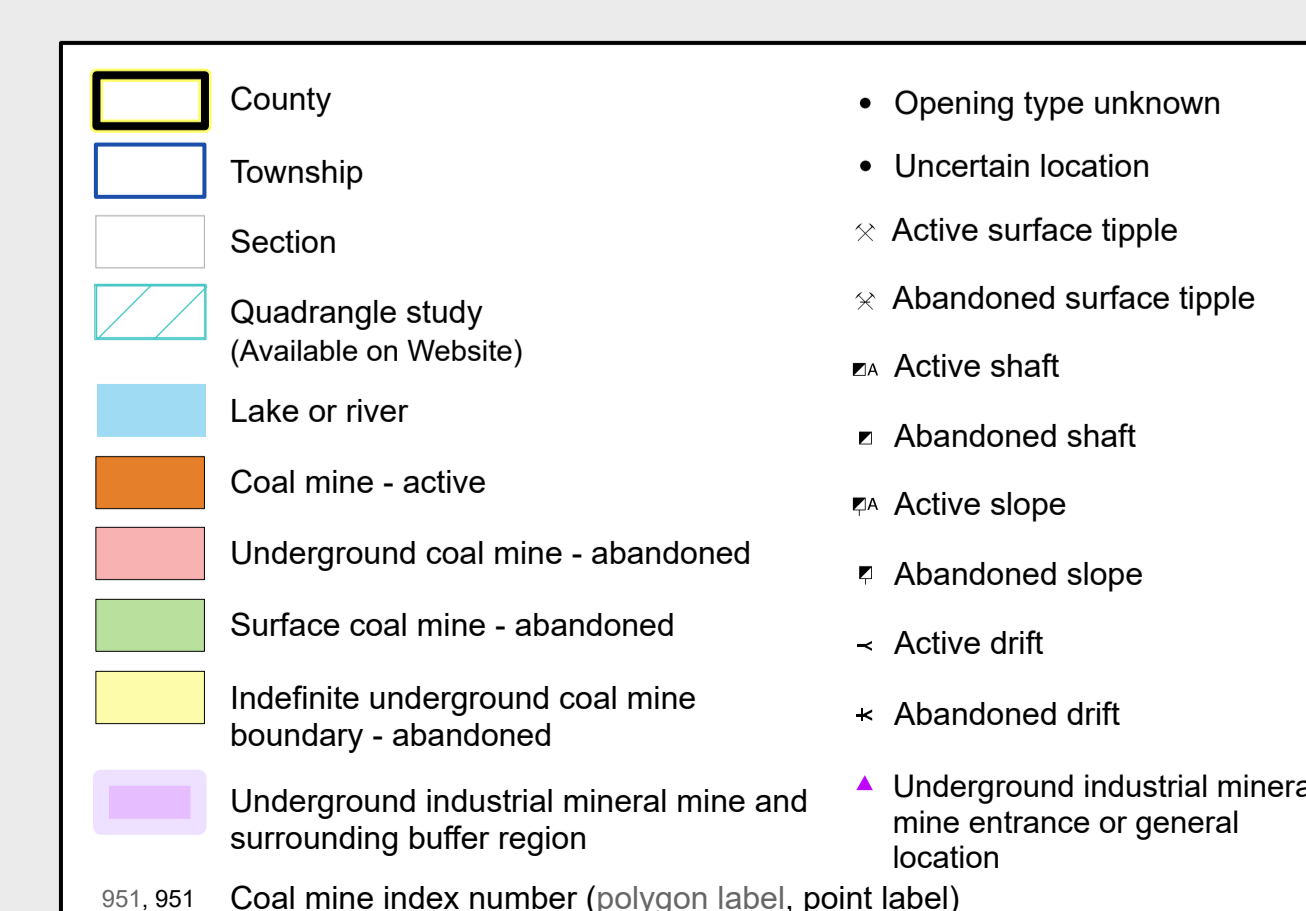 County
Township
Section
Quadrangle study
(Available on Website)
Lake or river
Coal mine - active
Underground coal mine - abandoned
Surface coal mine - abandoned
Indefinite underground coal mine
boundary - abandoned
Underground industrial mineral mine and
surrounding buffer region
951, 951 Coal mine index number (polygon label, point label)
Opening type unknown
Uncertain location
Active surface tipple
Abandoned surface tipple
A Active shaft
Abandoned shaft
A Active slope
Abandoned slope
Active drift
Abandoned drift
Underground industrial minera
mine entrance or general
location